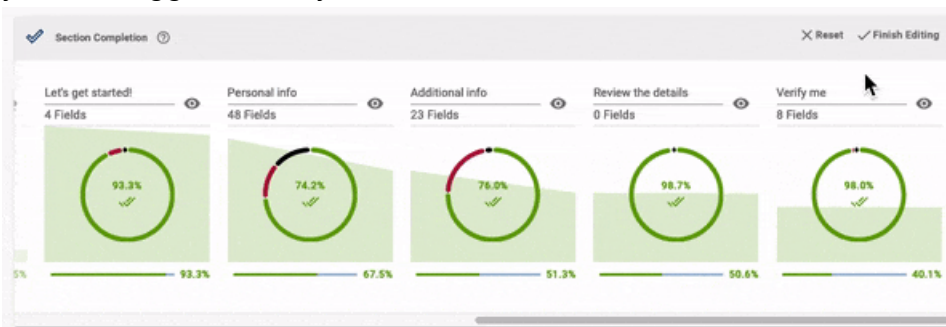 Section Completion
Reset
Finish Editing
Let's get started!
4 Fields
93.3%
93.3%
Personal info
48 Fields
74.2%
67.5%
Additional info
23 Fields
76.0%
51.3%
Review the details
0 Fields
98.7%
50.6%
Verify me
8 Fields
98.0%
40.1%